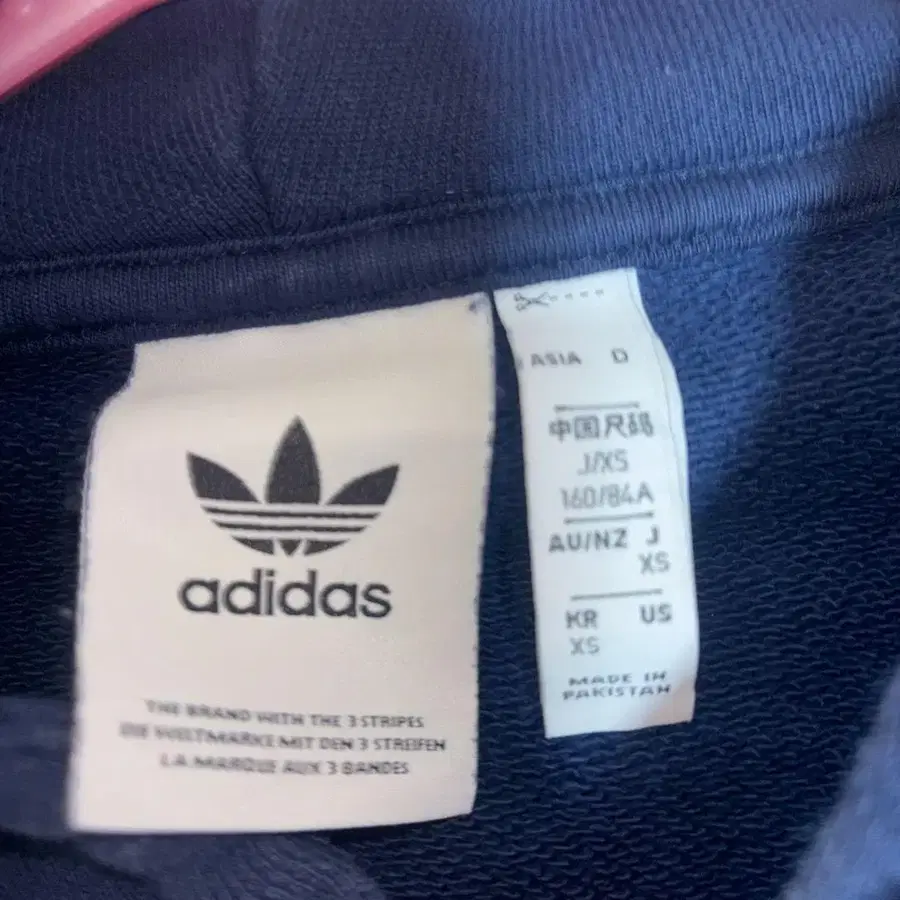 adidas
THE BRAND WITH THE 3 STRIPES
DIE WELTMARKE MIT DEN 3 STREIFEN
LA MARQUE AUX 3 BANDES
ASIA D
中国尺码
J/XS
160/84A
AU/NZ J
XS
KR US
XS
MADE IN
PAKISTAN